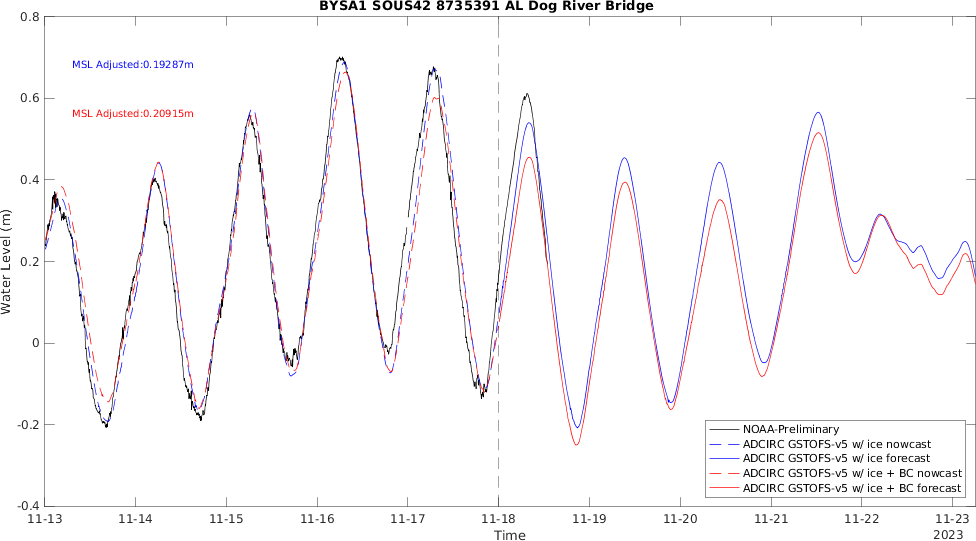 BYSA1 SOUS42 8735391 AL Dog River Bridge
0.8
0.6
0.4
0.2
0
-0.2
-0.4
Water Level (m)
MSL Adjusted:0.19287m
MSL Adjusted:0.20915m
NOAA-Preliminary
ADCIRC GSTOFS-v5 w/ ice nowcast
ADCIRC GSTOFS-v5 w/ ice forecast
ADCIRC GSTOFS-v5 w/ ice + BC nowcast
ADCIRC GSTOFS-v5 w/ ice + BC forecast
11-13 11-14 11-15 11-16 11-17 11-18 11-19 11-20 11-21 11-22 11-23
Time
2023